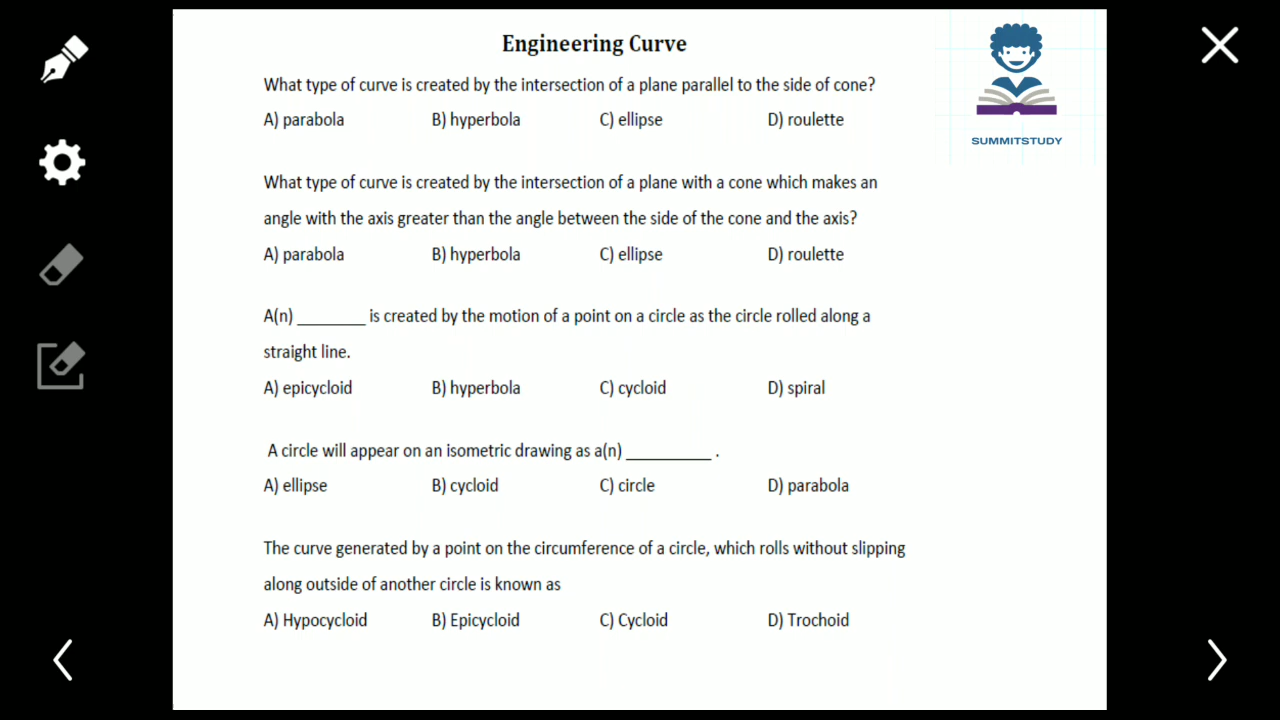 Engineering Curve
What type of curve is created by the intersection of a plane parallel to the side of cone?
A) parabola B) hyperbola C) ellipse D) roulette
SUMMITSTUDY
What type of curve is created by the intersection of a plane with a cone which makes an
angle with the axis greater than the angle between the side of the cone and the axis?
A) parabola B) hyperbola C) ellipse D) roulette
A(n) ________ is created by the motion of a point on a circle as the circle rolled along a
straight line.
A) epicycloid B) hyperbola C) cycloid D) spiral
A circle will appear on an isometric drawing as a(n) __________ .
A) ellipse B) cycloid C) circle D) parabola
The curve generated by a point on the circumference of a circle, which rolls without slipping
along outside of another circle is known as
A) Hypocycloid B) Epicycloid C) Cycloid D) Trochoid